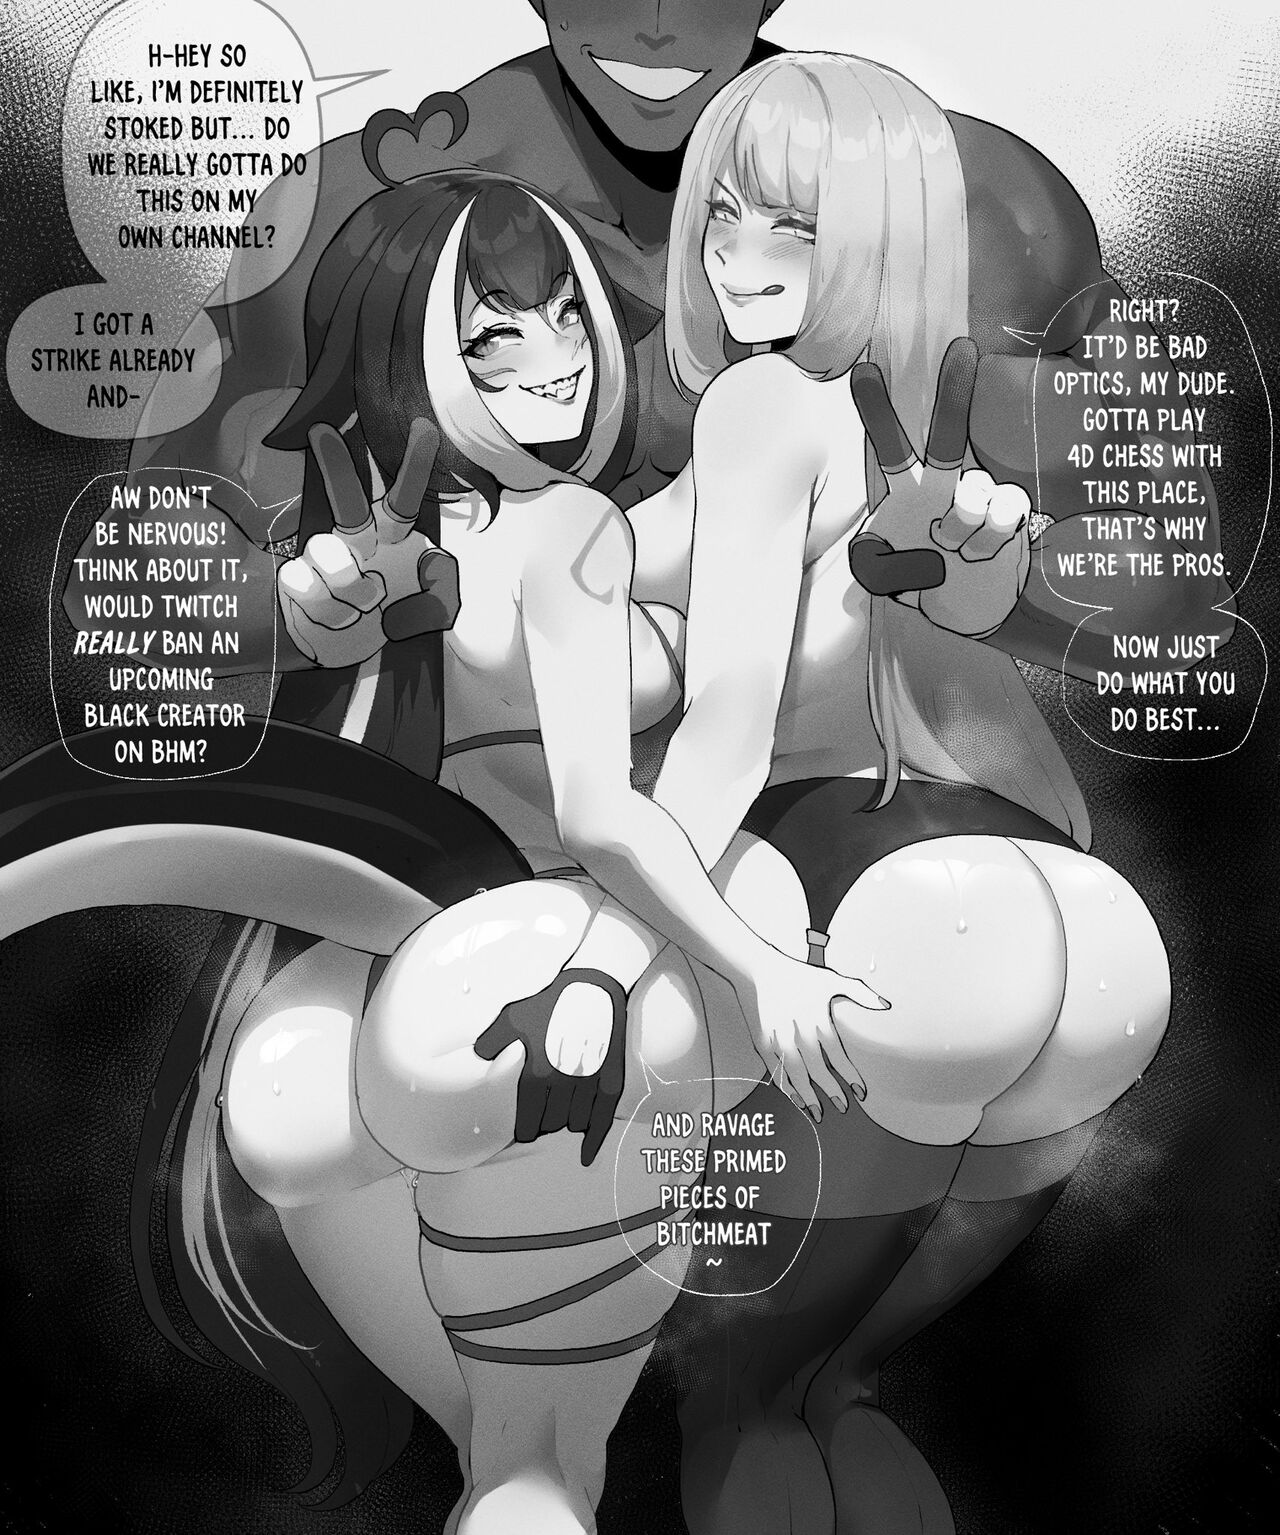 H-HEY SO
LIKE, I'M DEFINITELY
STOKED BUT... DO
WE REALLY GOTTA DO
THIS ON MY
OWN CHANNEL?
I GOT A
STRIKE ALREADY
AND-
RIGHT?
IT'D BE BAD
OPTICS, MY DUDE.
GOTTA PLAY
4D CHESS WITH
THIS PLACE,
THAT'S WHY
WE'RE THE PROS.
AW DON'T
BE NERVOUS!
THINK ABOUT IT,
WOULD TWITCH
REALLY BAN AN
UPCOMING
BLACK CREATOR
ON BHM?
NOW JUST
DO WHAT YOU
DO BEST...
AND RAVAGE
THESE PRIMED
PIECES OF
BITCHMEAT
~